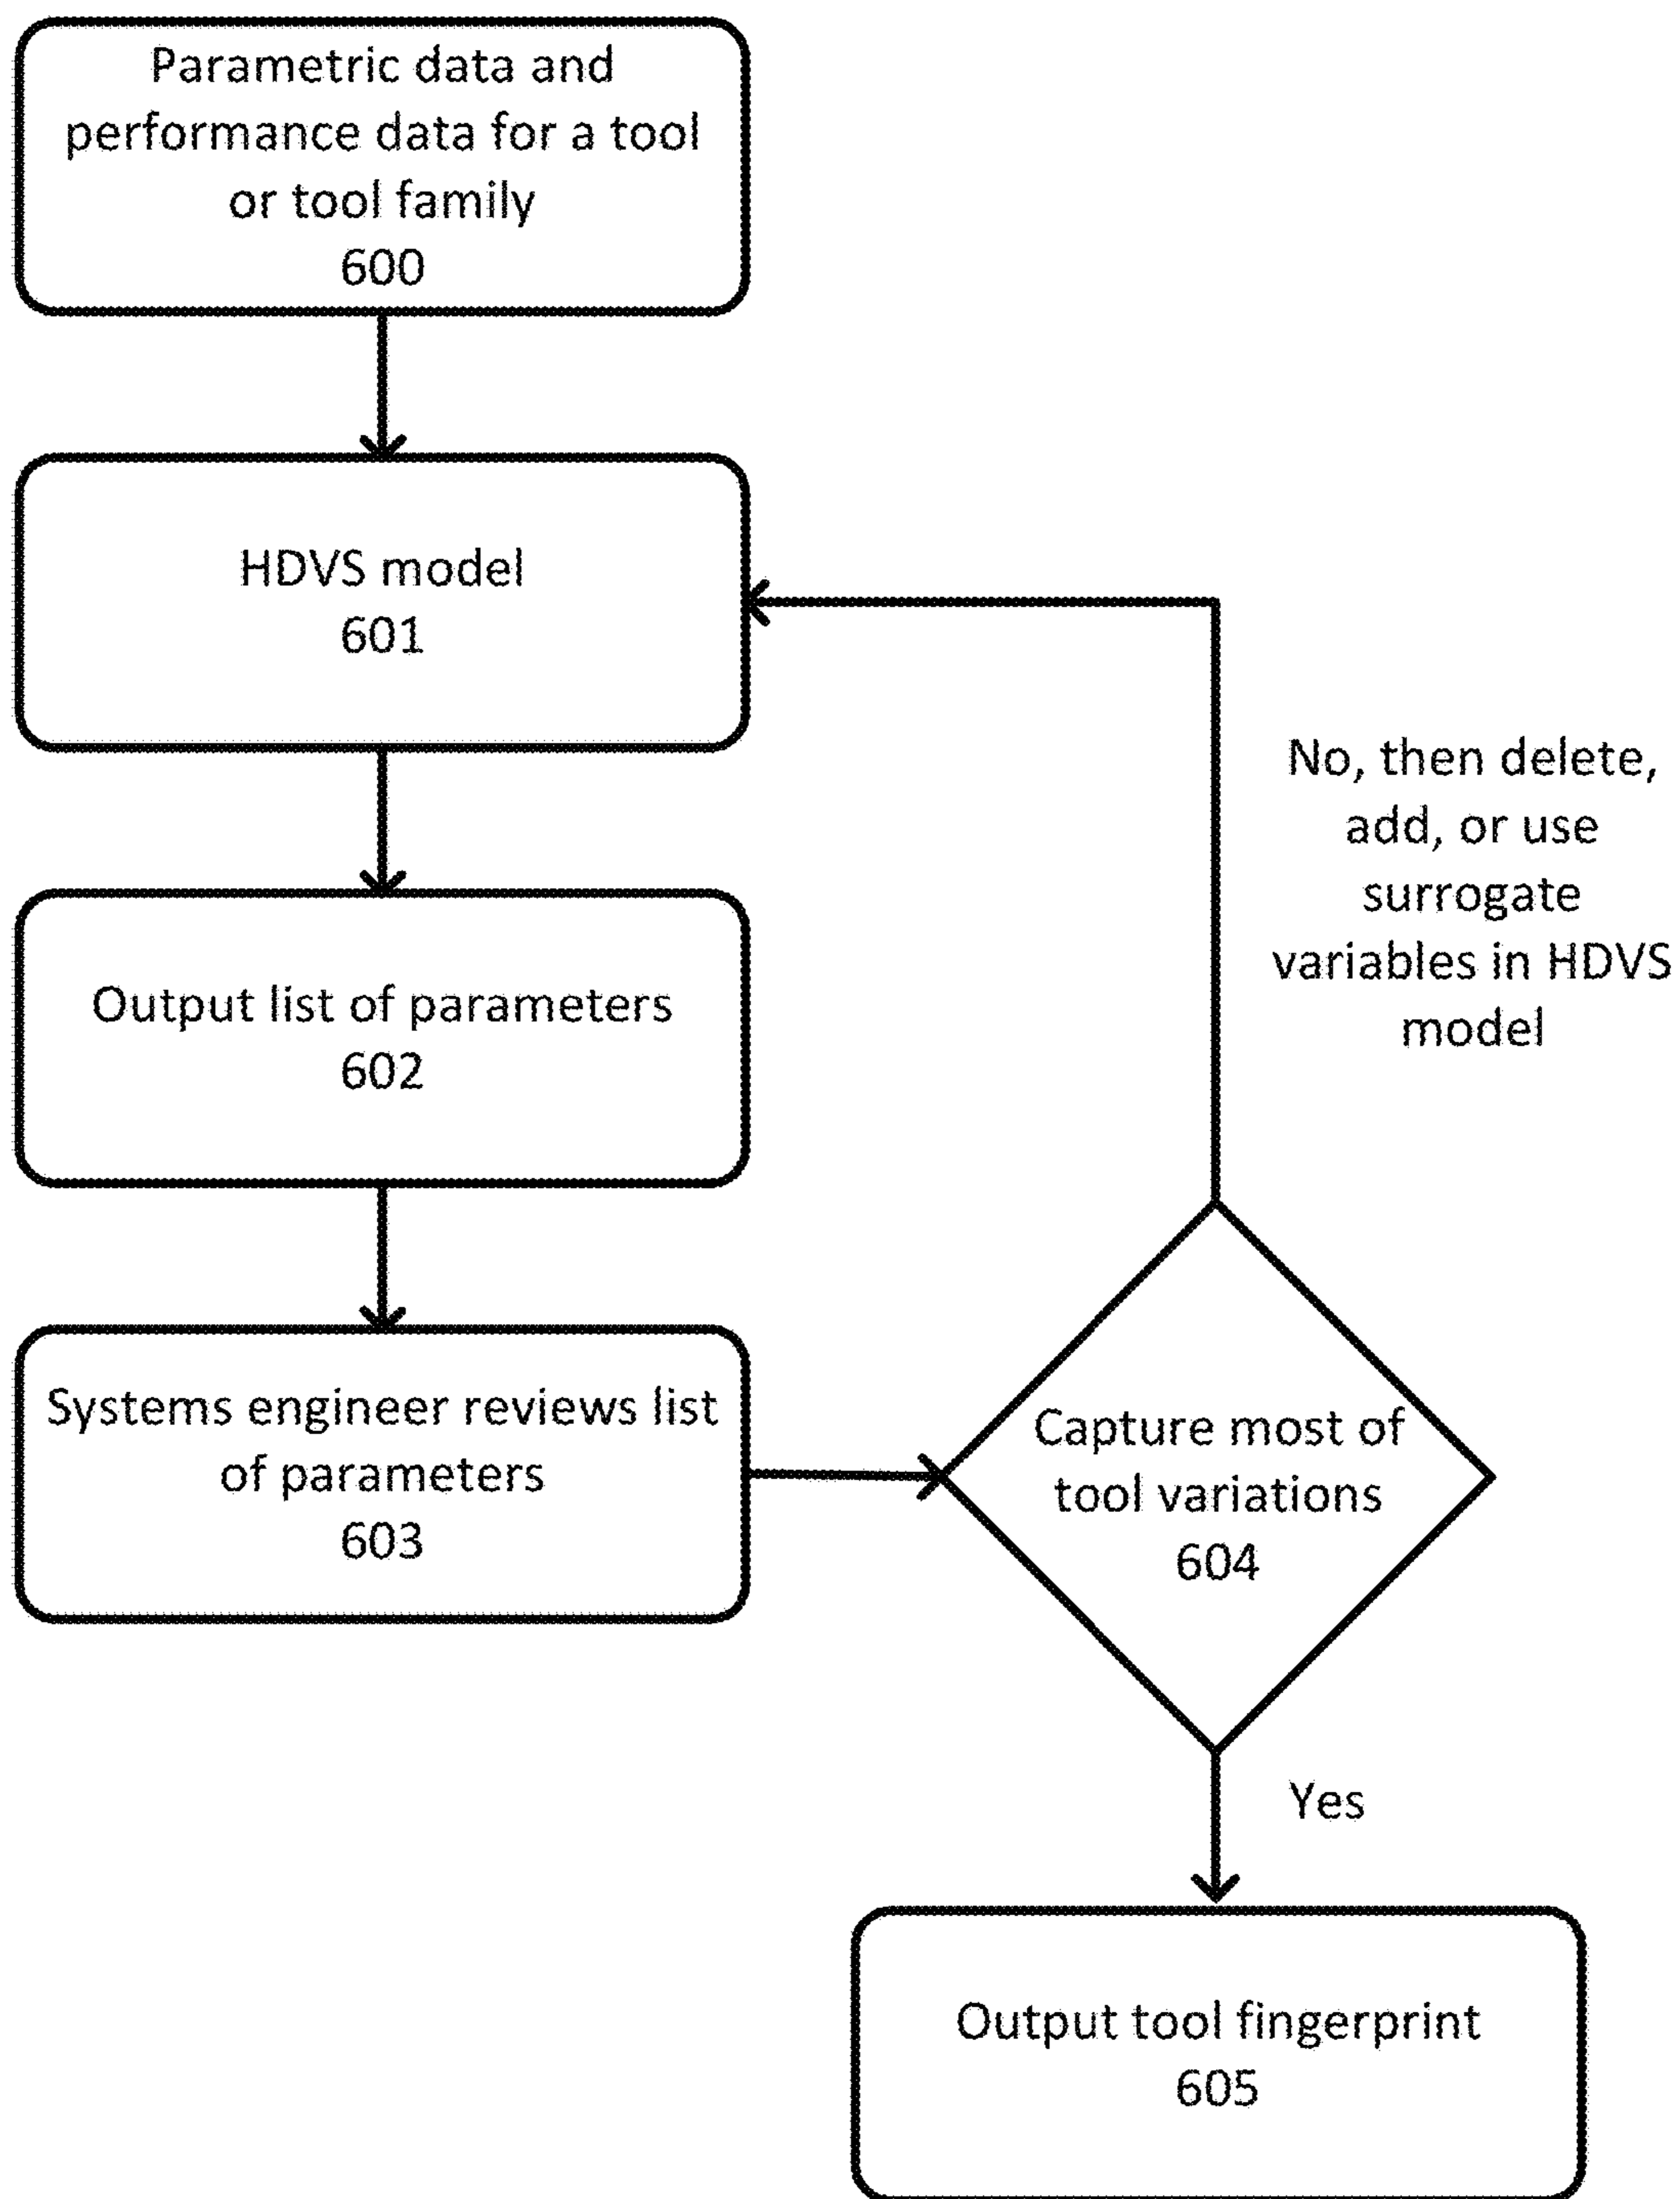 Parametric data and
performance data for a tool
or tool family
600
HDVS model
601
No, then delete,
add, or use
surrogate
variables in HDVS
model
Output list of parameters
602
Systems engineer reviews list
of parameters
603
Capture most of
tool variations
604
Yes
Output tool fingerprint
605